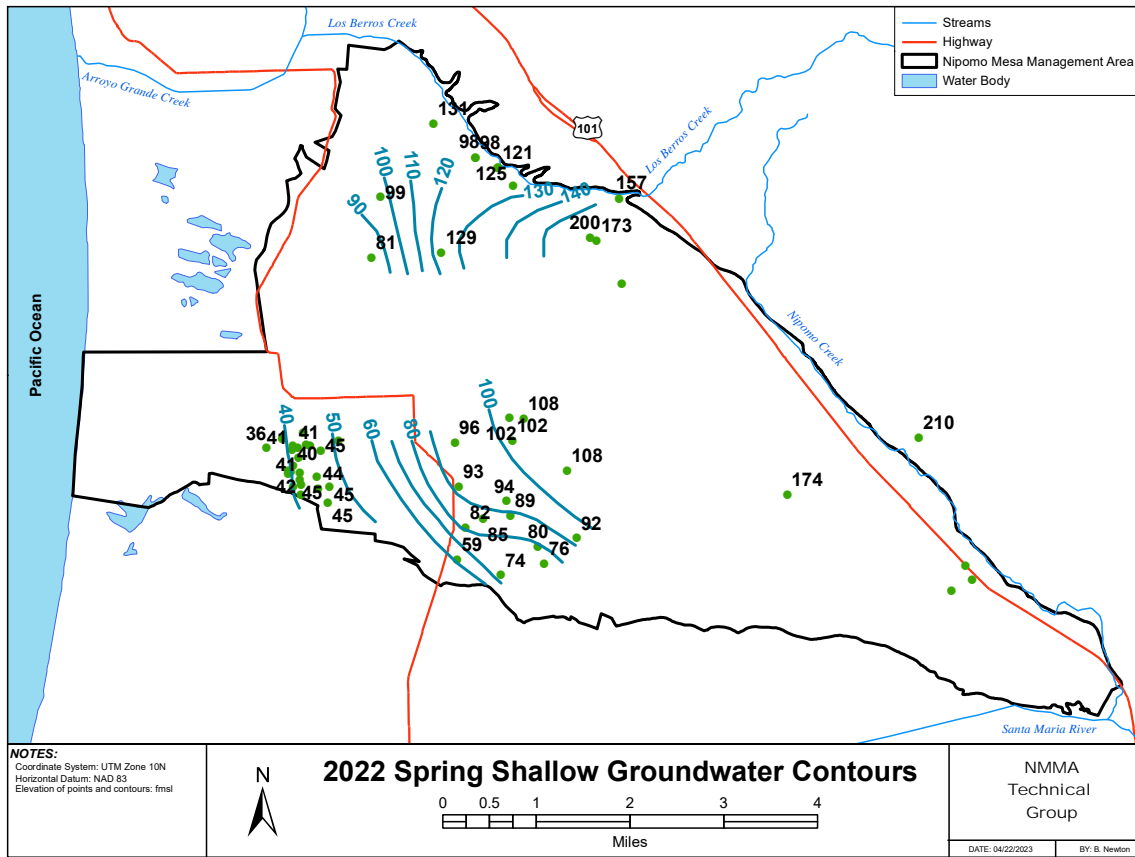 Los Berros Creek
Streams
Highway
Nipomo Mesa Management Area
Water Body
Arroyo Grande Creek
101
Los Berros Creek
134
9898
121
125
157
100
110
120
130
140
90
99
81
129
200
173
Nipomo Creek
Pacific Ocean
40
50
60
80
100
36
41
41
40
45
41
42
45
44
45
45
96
108
102
102
108
93
94
89
82
85
80
92
59
74
76
210
174
Santa Maria River
NOTES:
Coordinate System: UTM Zone 10N
Horizontal Datum: NAD 83
Elevation of points and contours: fmsl
N
2022 Spring Shallow Groundwater Contours
0 0.5 1 2 3 4
Miles
NMMA
Technical
Group
DATE: 04/22/2023
BY: B. Newton